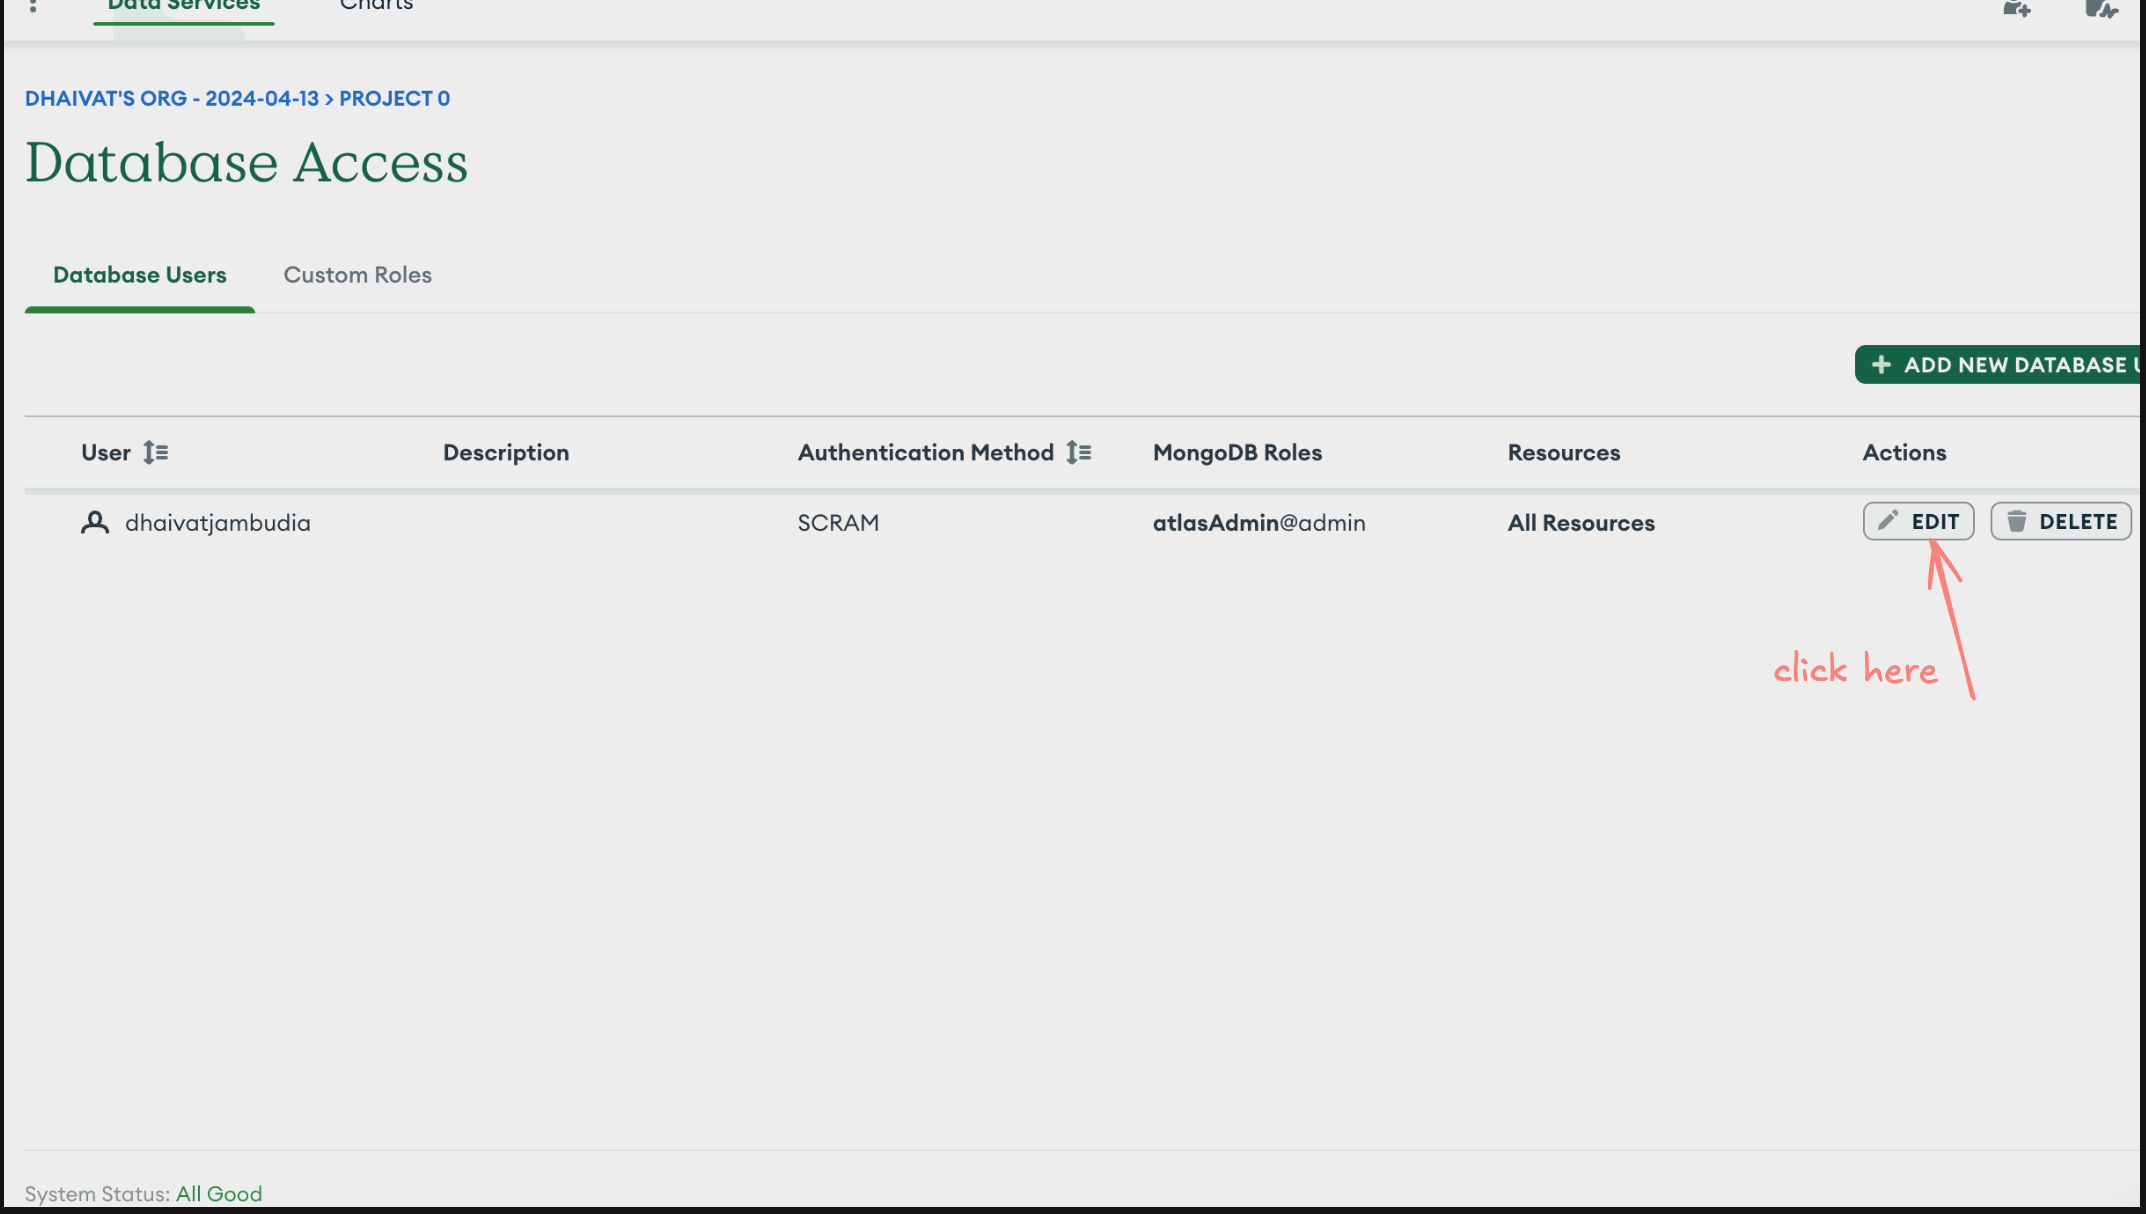 Data Services Charts
DHAIVAT'S ORG - 2024-04-13 > PROJECT 0
Database Access
Database Users Custom Roles
+ ADD NEW DATABASE U
User Description Authentication Method MongoDB Roles Resources Actions
dhaivatjambudia SCRAM atlasAdmin@admin All Resources EDIT DELETE
click here
System Status: All Good